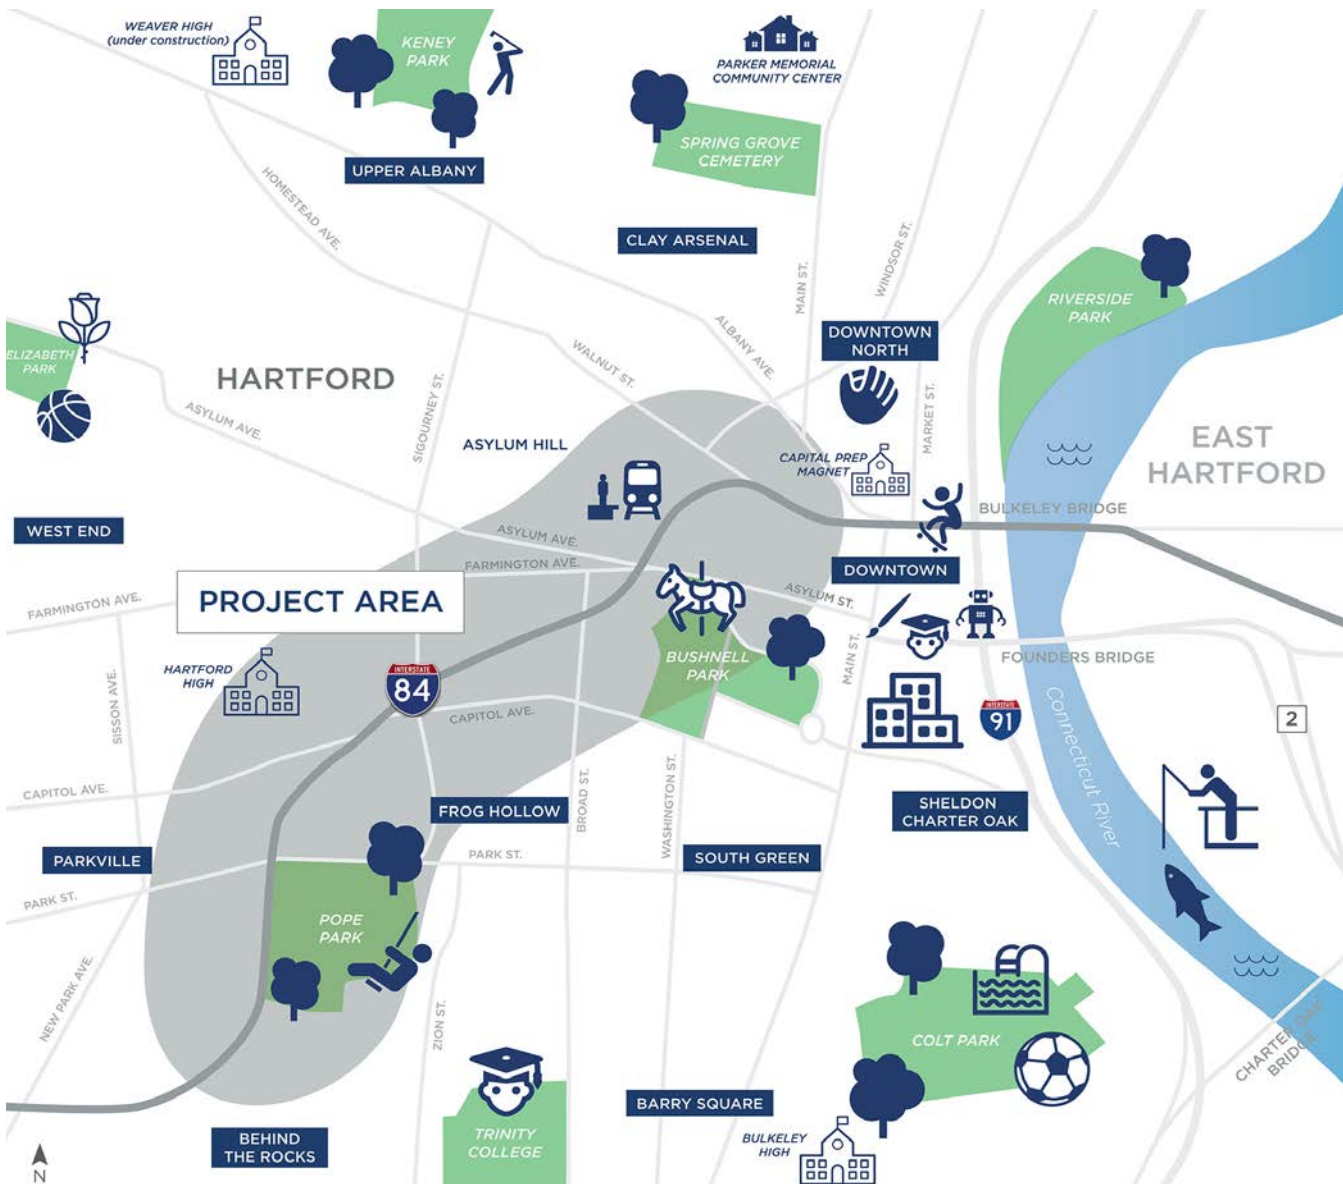 WEAVER HIGH
(under construction)
KENEY
PARK
PARKER MEMORIAL
COMMUNITY CENTER
SPRING GROVE
CEMETERY
UPPER ALBANY
HOMESTEAD AVE.
CLAY ARSENAL
MAIN ST.
WINDSOR ST.
RIVERSIDE
PARK
ELIZABETH
PARK
HARTFORD
ASYLUM AVE.
SIGOURNEY ST.
WALNUT ST.
ALBANY AVE.
DOWNTOWN
NORTH
MARKET ST.
EAST
HARTFORD
ASYLUM HILL
CAPITAL PREP
MAGNET
BULKELEY BRIDGE
WEST END
ASYLUM AVE.
FARMINGTON AVE.
DOWNTOWN
ASYLUM ST.
FARMINGTON AVE.
PROJECT AREA
HARTFORD
HIGH
INTERSTATE
84
BUSHNELL
PARK
MAIN ST.
FOUNDERS BRIDGE
SISSON AVE.
CAPITOL AVE.
INTERSTATE
91
Connecticut River
2
CAPITOL AVE.
FROG HOLLOW
BROAD ST.
WASHINGTON ST.
SHELDON
CHARTER OAK
PARKVILLE
PARK ST.
SOUTH GREEN
PARK ST.
POPE
PARK
NEW PARK AVE.
ZION ST.
COLT PARK
CHARTER OAK
BRIDGE
BARRY SQUARE
BEHIND
THE ROCKS
TRINITY
COLLEGE
BULKELEY
HIGH
N